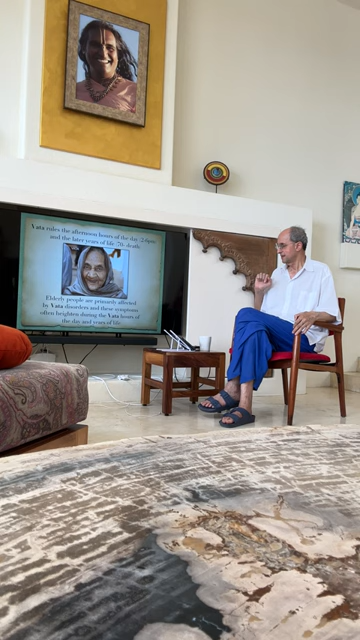 Vata rules the afternoon hours of the day (2-6pm)
and the later years of life (70- death)
Elderly people are primarily affected
by Vata disorders and these symptoms
often heighten during the Vata hours of
the day and years of life.